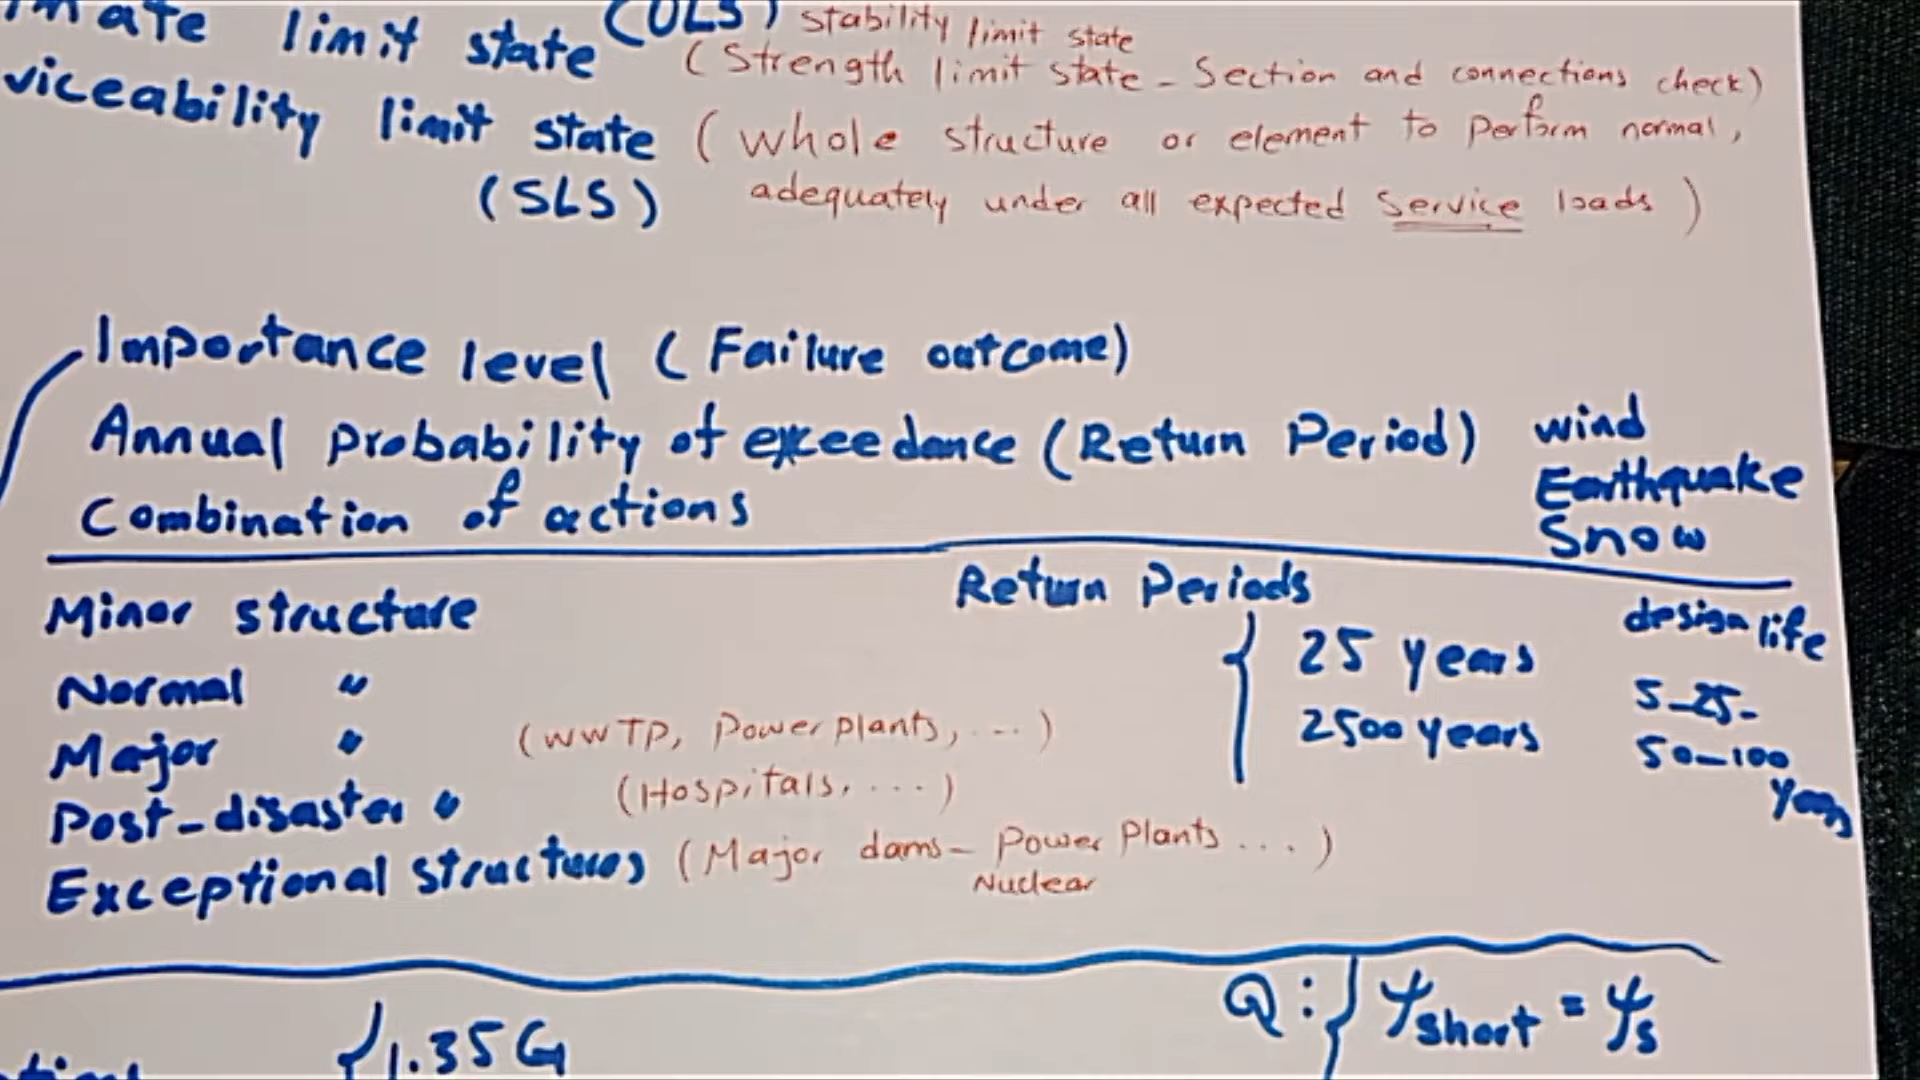 mate limit state (ULS) stability limit state
(Strength limit state - Section and connections check)
viceability limit state (whole structure or element to perform normal,
(SLS) adequately under all expected Service loads)
Importance level (Failure outcome)
Annual probability of exceedance (Return Period) wind
Earthquake
Combination of actions
Snow
Minor structure
Return Periods
design life
25 years
Normal "
5-25-
Major " (WWTP, Power plants, ...)
2500 years
50-100
years
Post-disaster " (Hospitals, ...)
Exceptional structures (Major dams - Power Plants ...)
Nuclear
Q: ψshort = ψs
1.35G